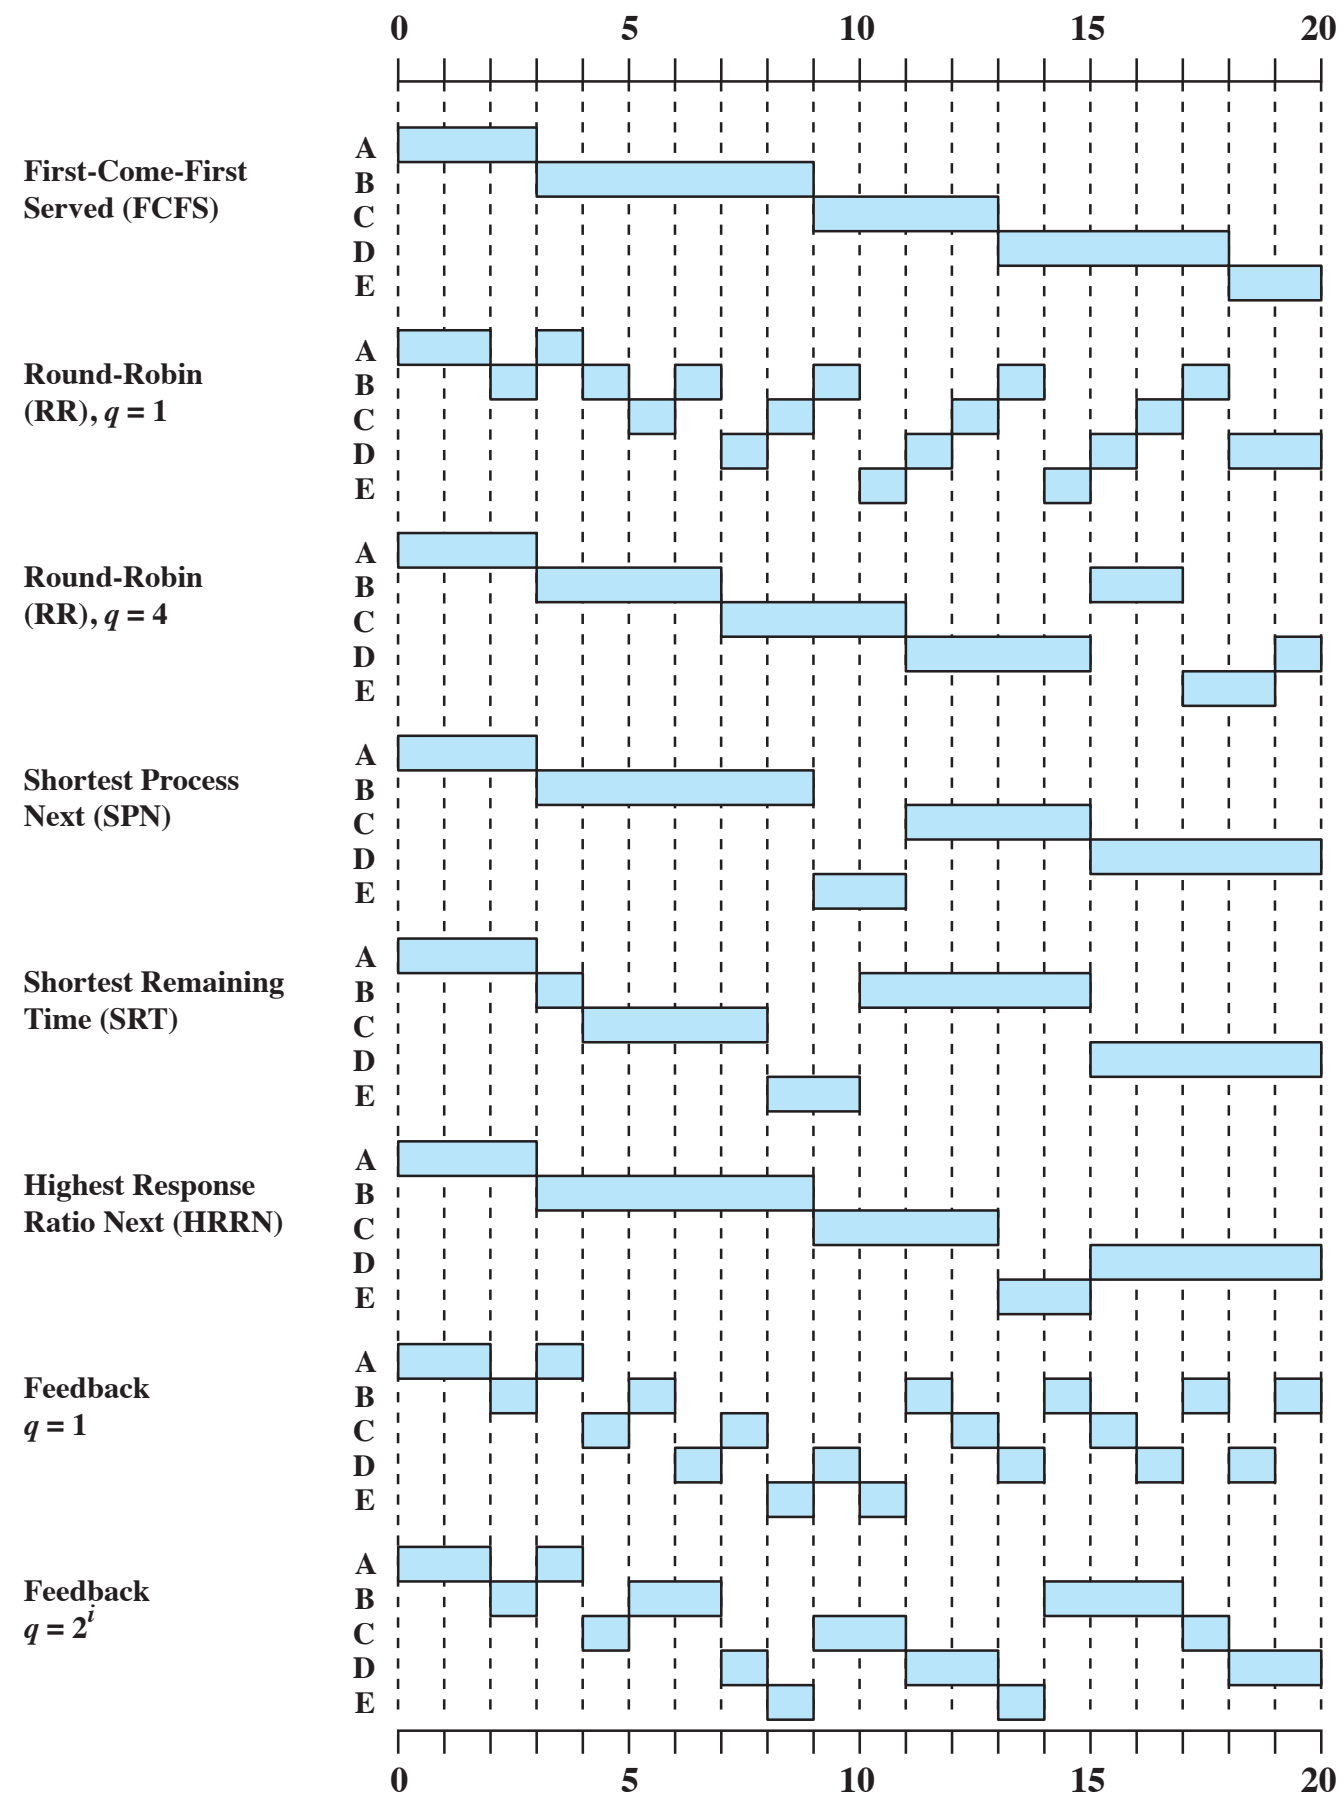 0 5 10 15 20
A
First-Come-First
B
Served (FCFS)
C
D
E
A
Round-Robin
B
(RR), q = 1
C
D
E
A
Round-Robin
B
(RR), q = 4
C
D
E
A
Shortest Process
B
Next (SPN)
C
D
E
A
Shortest Remaining
B
Time (SRT)
C
D
E
A
Highest Response
B
Ratio Next (HRRN)
C
D
E
A
Feedback
B
q = 1
C
D
E
A
Feedback
B
q = 2^i
C
D
E
0 5 10 15 20